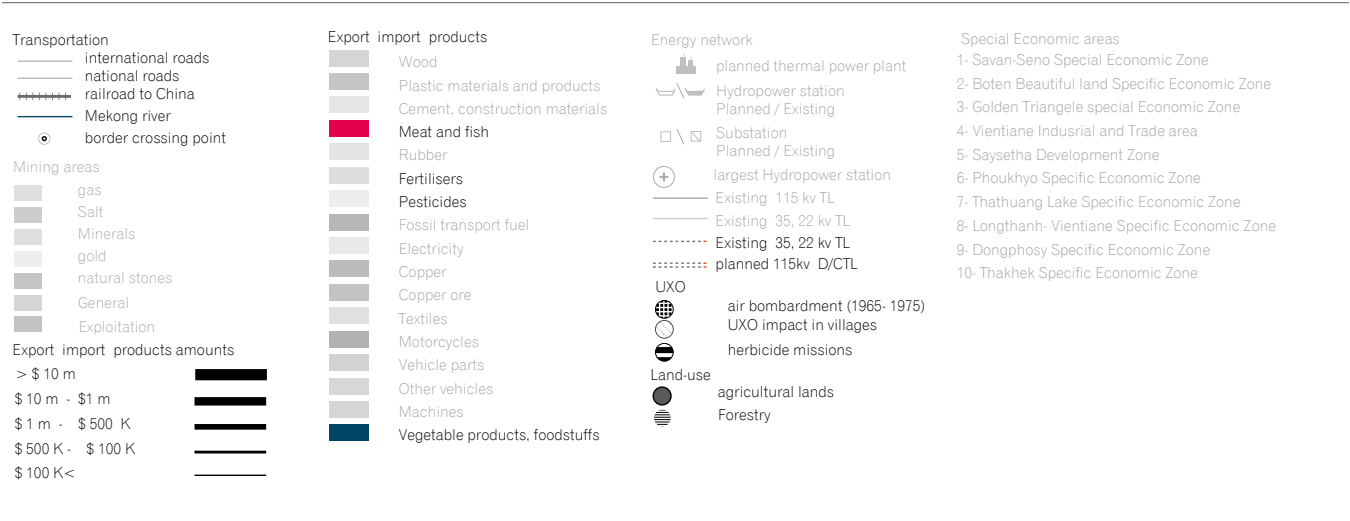 Transportation
international roads
national roads
railroad to China
Mekong river
border crossing point
Mining areas
gas
Salt
Minerals
gold
natural stones
General
Exploitation
Export import products amounts
> $ 10 m
$ 10 m - $1 m
$ 1 m - $ 500 K
$ 500 K - $ 100 K
$ 100 K<
Export import products
Wood
Plastic materials and products
Cement, construction materials
Meat and fish
Rubber
Fertilisers
Pesticides
Fossil transport fuel
Electricity
Copper
Copper ore
Textiles
Motorcycles
Vehicle parts
Other vehicles
Machines
Vegetable products, foodstuffs
Energy network
planned thermal power plant
Hydropower station
Planned / Existing
Substation
Planned / Existing
largest Hydropower station
Existing 115 kv TL
Existing 35, 22 kv TL
Existing 35, 22 kv TL
planned 115kv D/CTL
UXO
air bombardment (1965- 1975)
UXO impact in villages
herbicide missions
Land-use
agricultural lands
Forestry
Special Economic areas
1- Savan-Seno Special Economic Zone
2- Boten Beautiful land Specific Economic Zone
3- Golden Triangele special Economic Zone
4- Vientiane Indusrial and Trade area
5- Saysetha Development Zone
6- Phoukhyo Specific Economic Zone
7- Thathuang Lake Specific Economic Zone
8- Longthanh- Vientiane Specific Economic Zone
9- Dongphosy Specific Economic Zone
10- Thakhek Specific Economic Zone